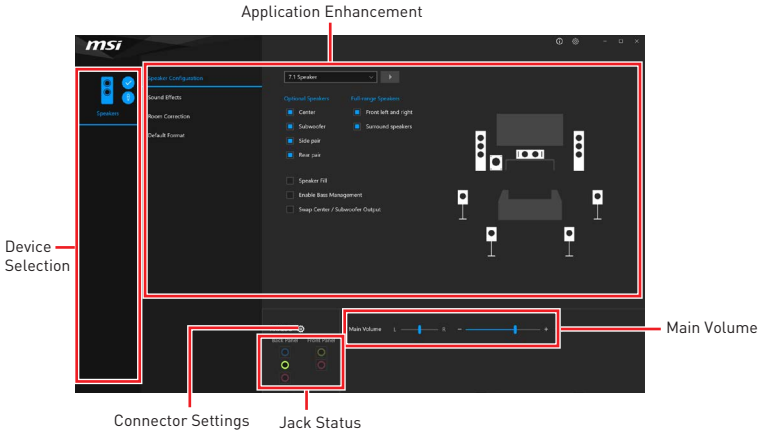 Application Enhancement
msi
Speakers
Speaker Configuration
Sound Effects
Room Correction
Default Format
7.1 Speaker
Optional Speakers Full-range Speakers
Center Front left and right
Subwoofer Surround speakers
Side pair
Rear pair
Speaker Fill
Enable Bass Management
Swap Center / Subwoofer Output
Device
Selection
Main Volume L R
Main Volume
Back Panel Front Panel
Connector Settings
Jack Status